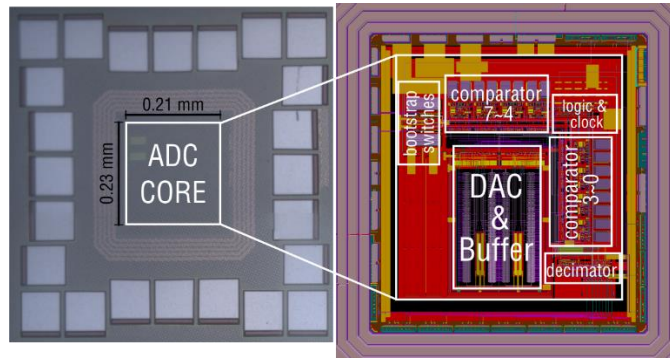 0.21 mm
0.23 mm
ADC
CORE
bootstrap
switches
comparator
7~4
logic &
clock
DAC
&
Buffer
comparator
3~0
decimator